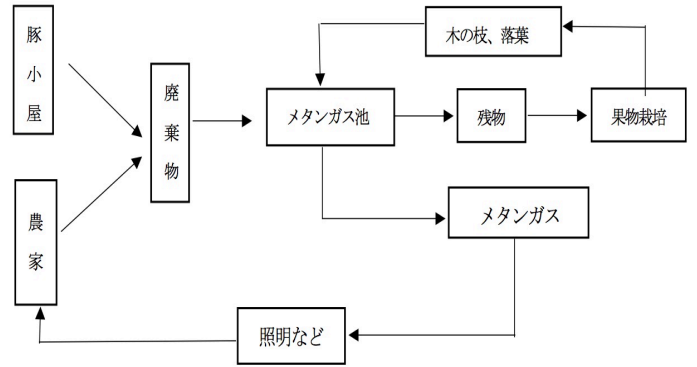 豚小屋
木の枝、落葉
廃棄物
メタンガス池
残物
果物栽培
農家
メタンガス
照明など